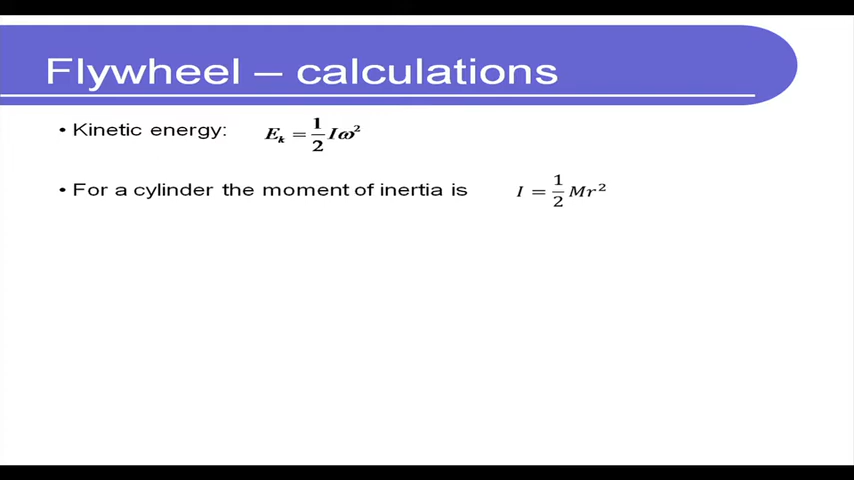 Flywheel – calculations
• Kinetic energy: E_k = 1/2 Iω²
• For a cylinder the moment of inertia is I = 1/2 Mr²